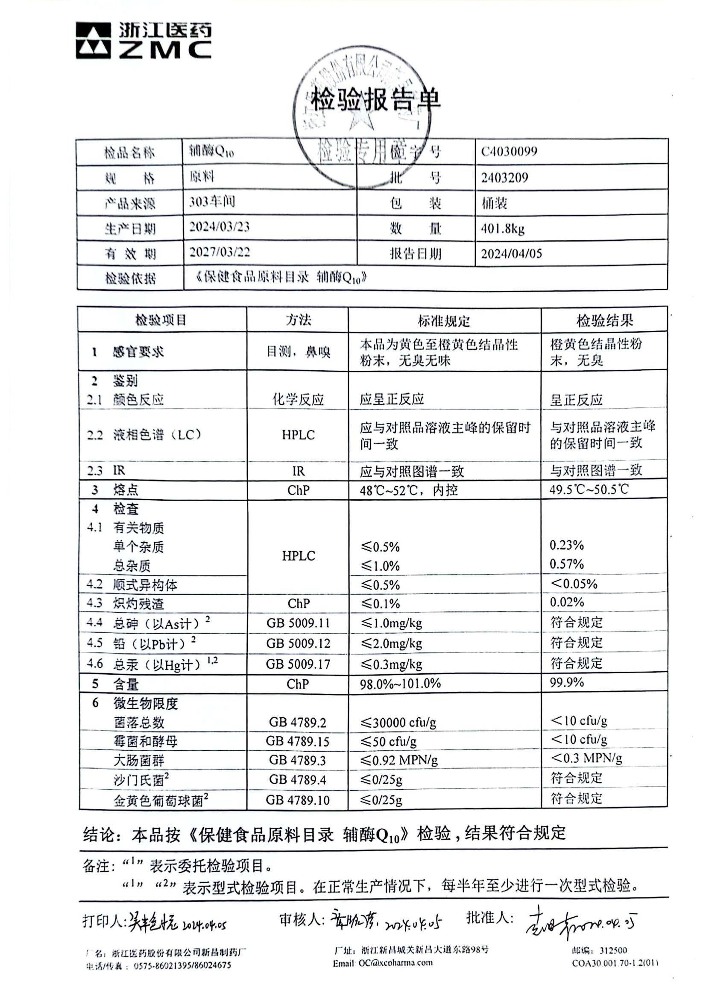 浙江医药
ZMC
检验报告单
股份有限公司
检验专用章
检品名称 辅酶Q₁₀ 检 字 号 C4030099
规 格 原料 批 号 2403209
产品来源 303车间 包 装 桶装
生产日期 2024/03/23 数 量 401.8kg
有 效 期 2027/03/22 报告日期 2024/04/05
检验依据 《保健食品原料目录 辅酶Q₁₀》
检验项目 方法 标准规定 检验结果
1 感官要求 目测，鼻嗅 本品为黄色至橙黄色结晶性粉末，无臭无味 橙黄色结晶性粉末，无臭
2 鉴别
2.1 颜色反应 化学反应 应呈正反应 呈正反应
2.2 液相色谱（LC） HPLC 应与对照品溶液主峰的保留时间一致 与对照品溶液主峰的保留时间一致
2.3 IR IR 应与对照图谱一致 与对照图谱一致
3 熔点 ChP 48℃~52℃，内控 49.5℃~50.5℃
4 检查
4.1 有关物质
单个杂质 HPLC ≤0.5% 0.23%
总杂质 ≤1.0% 0.57%
4.2 顺式异构体 ≤0.5% <0.05%
4.3 炽灼残渣 ChP ≤0.1% 0.02%
4.4 总砷（以As计）² GB 5009.11 ≤1.0mg/kg 符合规定
4.5 铅（以Pb计）² GB 5009.12 ≤2.0mg/kg 符合规定
4.6 总汞（以Hg计）¹,² GB 5009.17 ≤0.3mg/kg 符合规定
5 含量 ChP 98.0%~101.0% 99.9%
6 微生物限度
菌落总数 GB 4789.2 ≤30000 cfu/g <10 cfu/g
霉菌和酵母 GB 4789.15 ≤50 cfu/g <10 cfu/g
大肠菌群 GB 4789.3 ≤0.92 MPN/g <0.3 MPN/g
沙门氏菌² GB 4789.4 ≤0/25g 符合规定
金黄色葡萄球菌² GB 4789.10 ≤0/25g 符合规定
结论：本品按《保健食品原料目录 辅酶Q₁₀》检验,结果符合规定
备注：“¹”表示委托检验项目。
“¹”“²”表示型式检验项目。在正常生产情况下，每半年至少进行一次型式检验。
打印人: 2024.04.05 审核人: 2024.04.05 批准人: 2024.04.05
厂名：浙江医药股份有限公司新昌制药厂 厂址：浙江新昌城关新昌大道东路98号 邮编：312500
电话/传真：0575-86021395/86024675 Email: QC@xcpharma.com COA30.001.70-1.2(01)